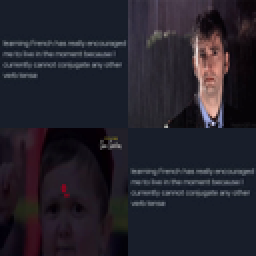 learning French has really encouraged
me to live in the moment because I
currently cannot conjugate any other
verb tense
learning French has really encouraged
me to live in the moment because I
currently cannot conjugate any other
verb tense